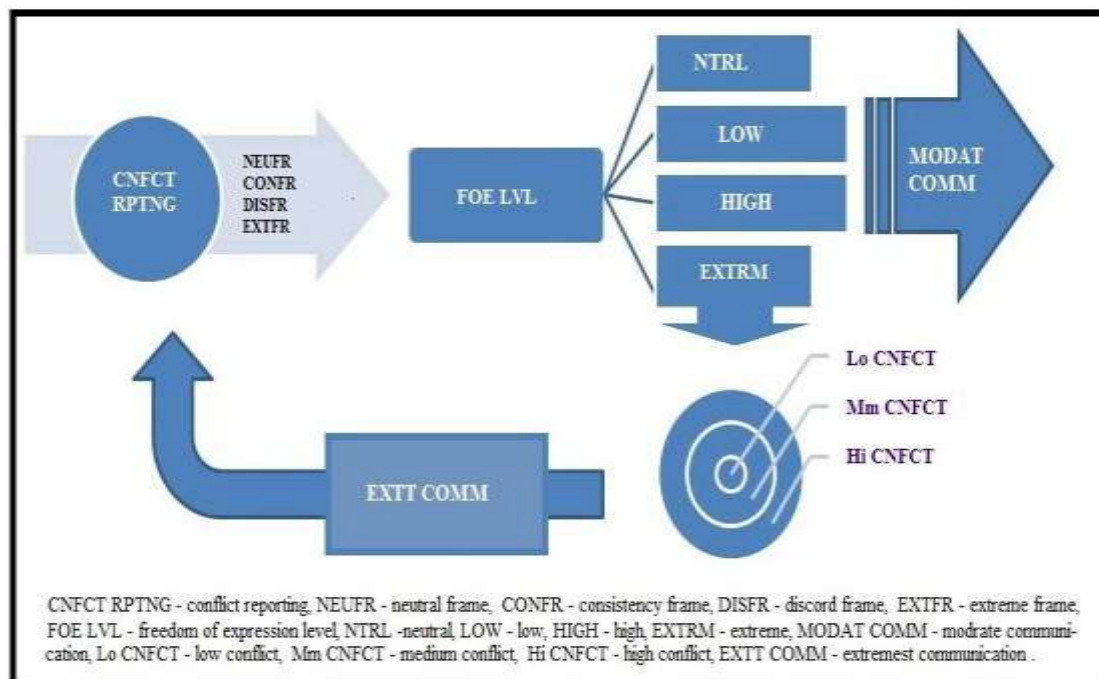 CNFCT
RPTNG
NEUFR
CONFR
DISFR
EXTFR
FOE LVL
NTRL
LOW
HIGH
EXTRM
MODAT
COMM
Lo CNFCT
Mm CNFCT
Hi CNFCT
EXTT COMM
CNFCT RPTNG - conflict reporting, NEUFR - neutral frame, CONFR - consistency frame, DISFR - discord frame, EXTFR - extreme frame,
FOE LVL - freedom of expression level, NTRL -neutral, LOW - low, HIGH - high, EXTRM - extreme, MODAT COMM - modrate communi-
cation, Lo CNFCT - low conflict, Mm CNFCT - medium conflict, Hi CNFCT - high conflict, EXTT COMM - extremest communication .